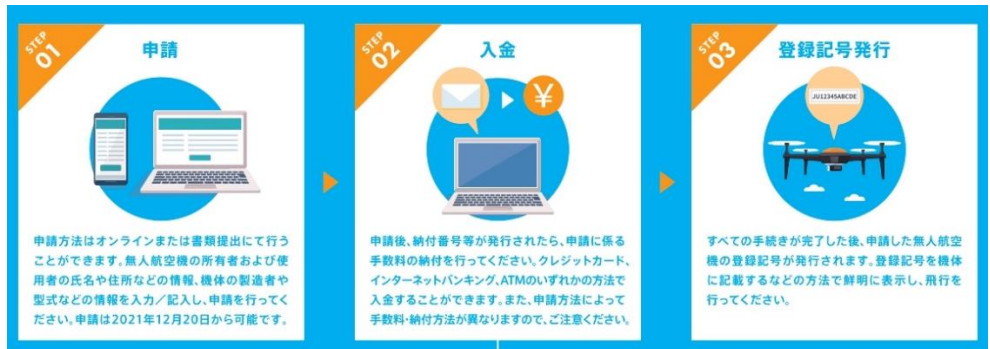 STEP
01
申請
申請方法はオンラインまたは書類提出にて行う
ことができます。無人航空機の所有者および使
用者の氏名や住所などの情報、機体の製造者や
型式などの情報を入力／記入し、申請を行ってく
ださい。申請は2021年12月20日から可能です。
STEP
02
入金
¥
申請後、納付番号等が発行されたら、申請に係る
手数料の納付を行ってください。クレジットカード、
インターネットバンキング、ATMのいずれかの方法で
入金することができます。また、申請方法によって
手数料・納付方法が異なりますので、ご注意ください。
STEP
03
登録記号発行
JU12345ABCDE
すべての手続きが完了した後、申請した無人航空
機の登録記号が発行されます。登録記号を機体
に記載するなどの方法で鮮明に表示し、飛行を
行ってください。